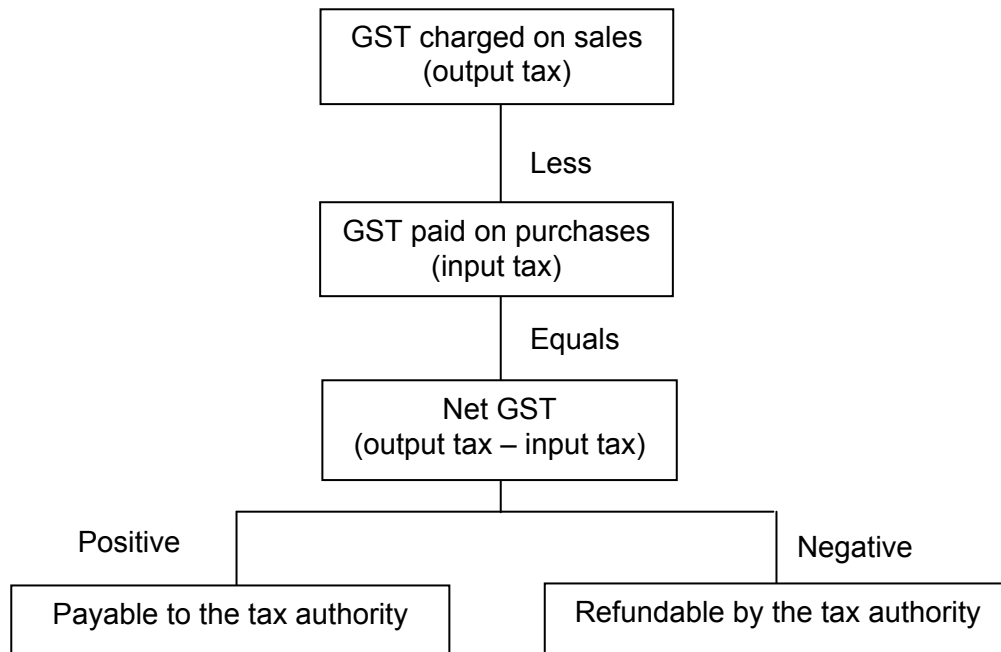 GST charged on sales
(output tax)
Less
GST paid on purchases
(input tax)
Equals
Net GST
(output tax – input tax)
Positive
Negative
Payable to the tax authority
Refundable by the tax authority